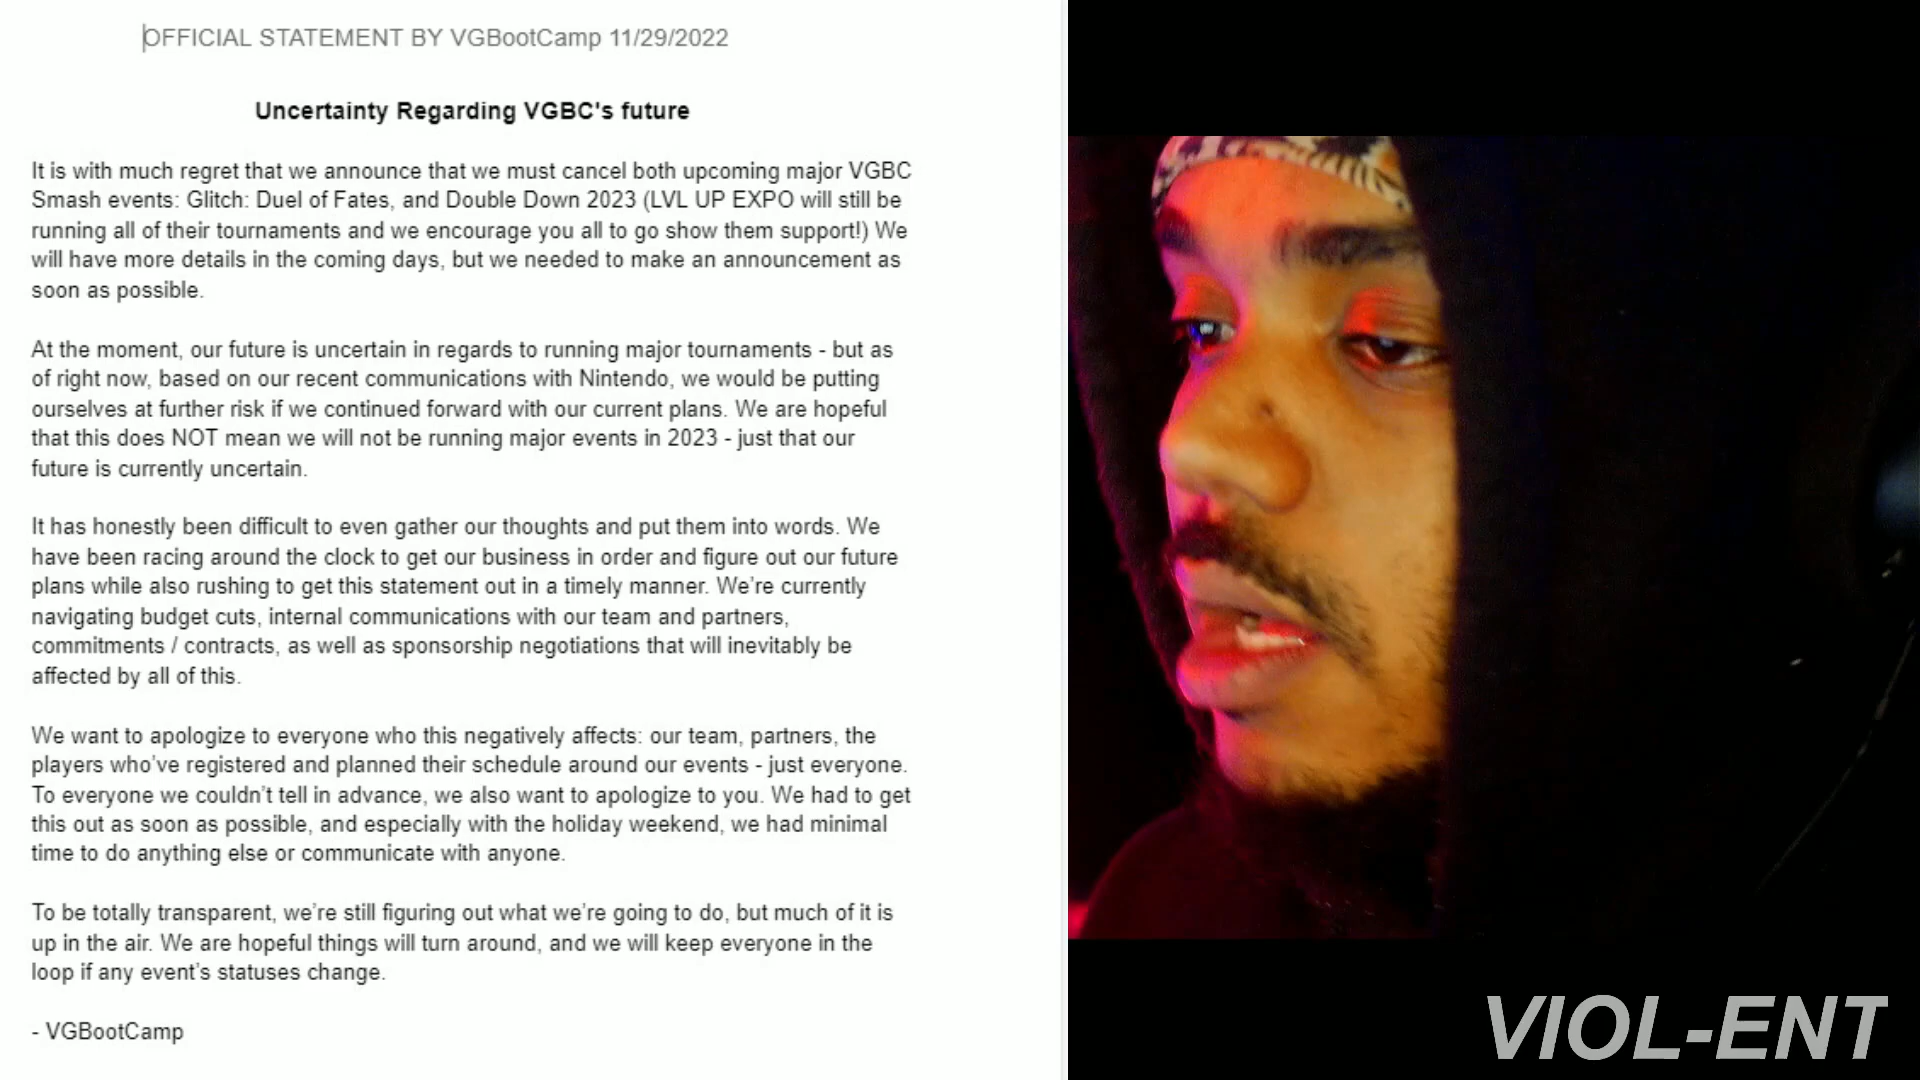 OFFICIAL STATEMENT BY VGBootCamp 11/29/2022
Uncertainty Regarding VGBC's future
It is with much regret that we announce that we must cancel both upcoming major VGBC
Smash events: Glitch: Duel of Fates, and Double Down 2023 (LVL UP EXPO will still be
running all of their tournaments and we encourage you all to go show them support!) We
will have more details in the coming days, but we needed to make an announcement as
soon as possible.
At the moment, our future is uncertain in regards to running major tournaments - but as
of right now, based on our recent communications with Nintendo, we would be putting
ourselves at further risk if we continued forward with our current plans. We are hopeful
that this does NOT mean we will not be running major events in 2023 - just that our
future is currently uncertain.
It has honestly been difficult to even gather our thoughts and put them into words. We
have been racing around the clock to get our business in order and figure out our future
plans while also rushing to get this statement out in a timely manner. We're currently
navigating budget cuts, internal communications with our team and partners,
commitments / contracts, as well as sponsorship negotiations that will inevitably be
affected by all of this.
We want to apologize to everyone who this negatively affects: our team, partners, the
players who've registered and planned their schedule around our events - just everyone.
To everyone we couldn't tell in advance, we also want to apologize to you. We had to get
this out as soon as possible, and especially with the holiday weekend, we had minimal
time to do anything else or communicate with anyone.
To be totally transparent, we're still figuring out what we're going to do, but much of it is
up in the air. We are hopeful things will turn around, and we will keep everyone in the
loop if any event's statuses change.
- VGBootCamp
VIOL-ENT